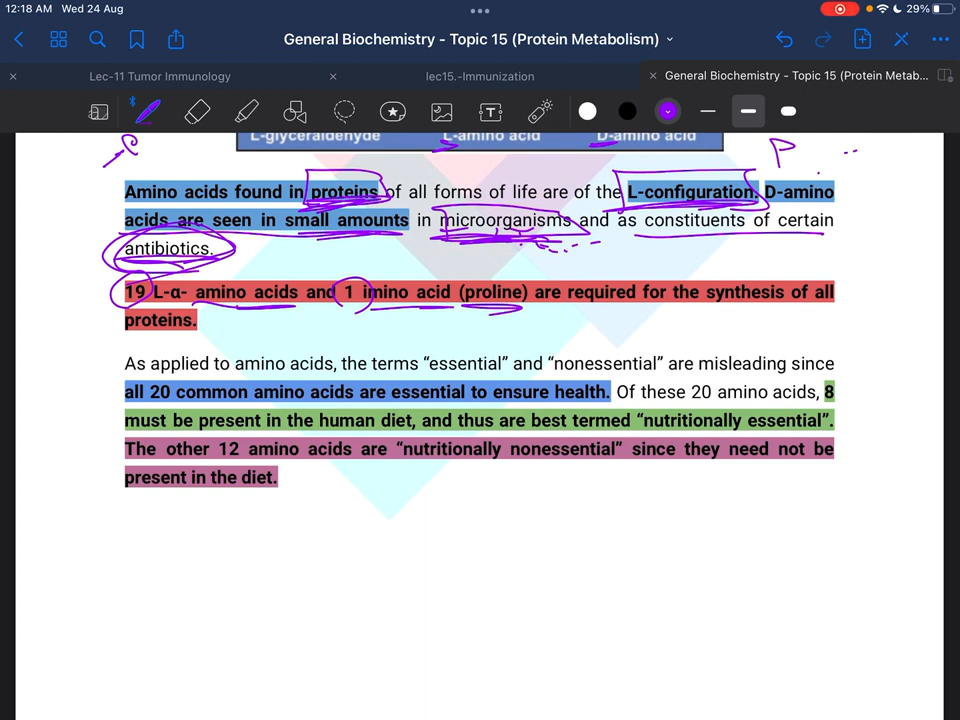 12:18 AM Wed 24 Aug
29%
General Biochemistry - Topic 15 (Protein Metabolism)
Lec-11 Tumor Immunology
lec15.-Immunization
General Biochemistry - Topic 15 (Protein Metab...
L-glyceraldehyde L-amino acid D-amino acid
P
Amino acids found in proteins of all forms of life are of the L-configuration. D-amino
acids are seen in small amounts in microorganisms and as constituents of certain
antibiotics.
19 L-α- amino acids and 1 imino acid (proline) are required for the synthesis of all
proteins.
As applied to amino acids, the terms “essential” and “nonessential” are misleading since
all 20 common amino acids are essential to ensure health. Of these 20 amino acids, 8
must be present in the human diet, and thus are best termed “nutritionally essential”.
The other 12 amino acids are “nutritionally nonessential” since they need not be
present in the diet.